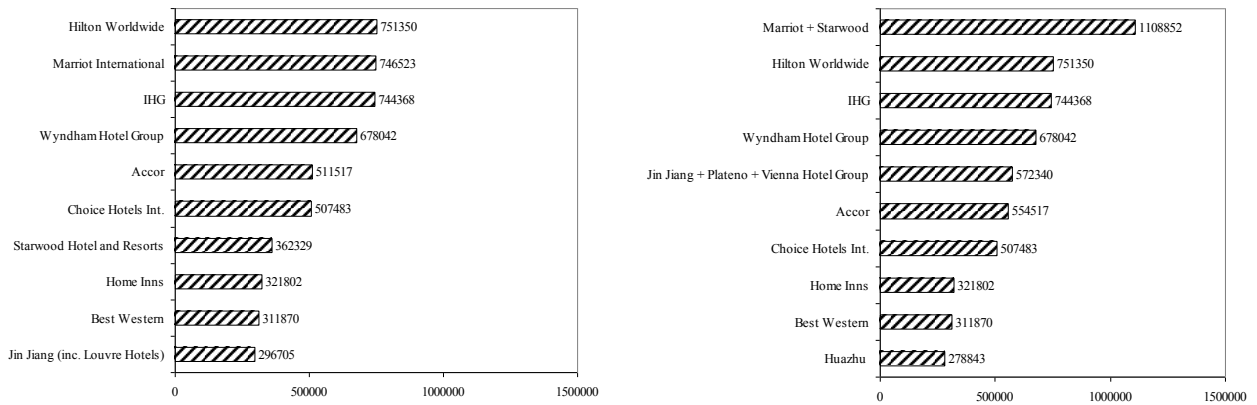 Hilton Worldwide 751350
Marriot International 746523
IHG 744368
Wyndham Hotel Group 678042
Accor 511517
Choice Hotels Int. 507483
Starwood Hotel and Resorts 362329
Home Inns 321802
Best Western 311870
Jin Jiang (inc. Louvre Hotels) 296705
0 500000 1000000 1500000
Marriot + Starwood 1108852
Hilton Worldwide 751350
IHG 744368
Wyndham Hotel Group 678042
Jin Jiang + Plateno + Vienna Hotel Group 572340
Accor 554517
Choice Hotels Int. 507483
Home Inns 321802
Best Western 311870
Huazhu 278843
0 500000 1000000 1500000